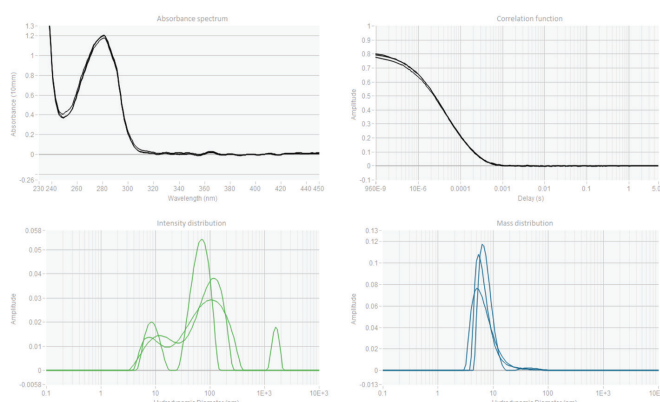 Absorbance spectrum
1.3
1.2
1
0.8
0.6
0.4
0.2
0
-0.26
Absorbance (10mm)
230 240 260 280 300 320 340 360 380 400 420 440 450
Wavelength (nm)
Correlation function
1
0.9
0.8
0.7
0.6
0.5
0.4
0.3
0.2
0.1
0
-0.1
Amplitude
960E-9 10E-6 0.0001 0.001 0.01 0.1 1 5.0
Delay (s)
Intensity distribution
0.058
0.05
0.04
0.03
0.02
0.01
0
-0.0058
Amplitude
0.1 1 10 100 1E+3 10E+3
Mass distribution
0.13
0.12
0.1
0.08
0.06
0.04
0.02
0
-0.013
Amplitude
0.1 1 10 100 1E+3 10E+3